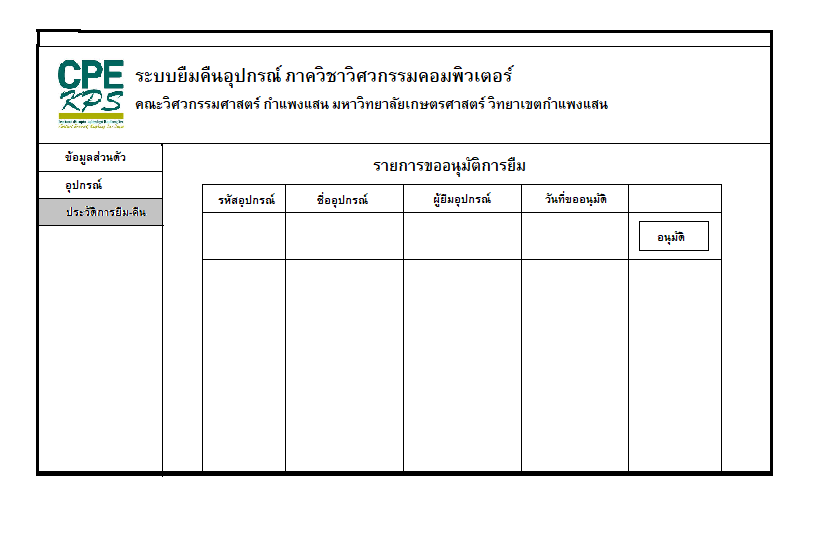 CPE
KPS
ระบบยืมคืนอุปกรณ์ ภาควิชาวิศวกรรมคอมพิวเตอร์
คณะวิศวกรรมศาสตร์ กำแพงแสน มหาวิทยาลัยเกษตรศาสตร์ วิทยาเขตกำแพงแสน
ข้อมูลส่วนตัว
อุปกรณ์
ประวัติการยืม-คืน
รายการขออนุมัติการยืม
รหัสอุปกรณ์ ชื่ออุปกรณ์ ผู้ยืมอุปกรณ์ วันที่ขออนุมัติ
อนุมัติ